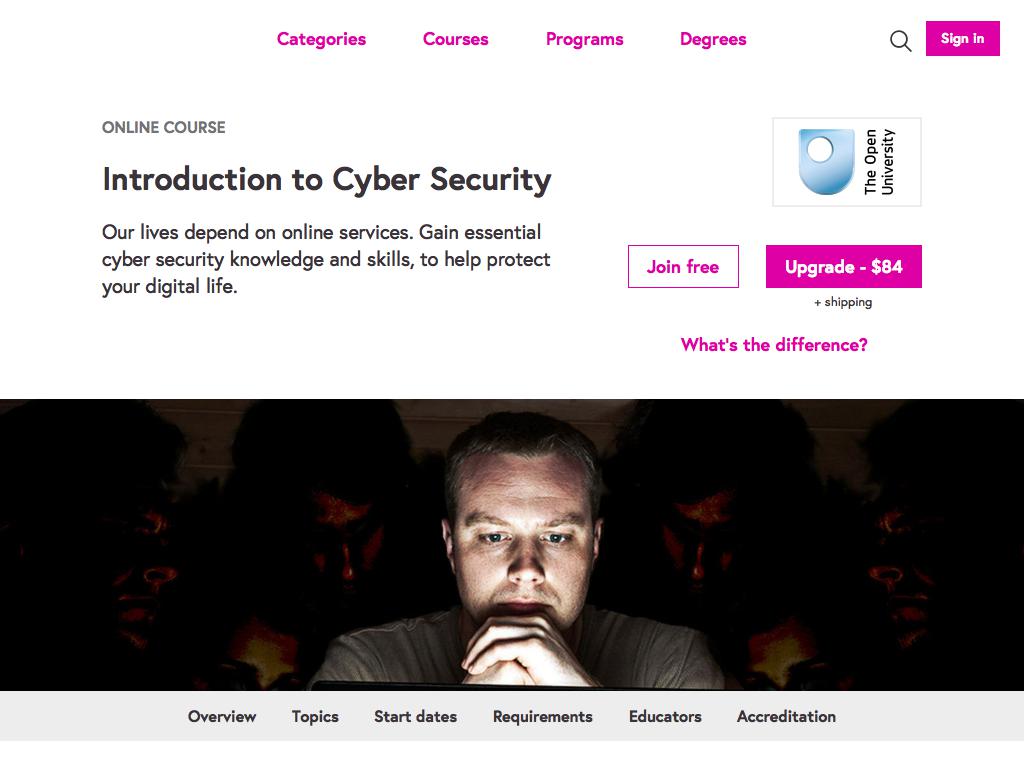 Categories
Courses
Programs
Degrees
Sign in
ONLINE COURSE
Introduction to Cyber Security
Our lives depend on online services. Gain essential
cyber security knowledge and skills, to help protect
your digital life.
The Open
University
Join free
Upgrade - $84
+ shipping
What's the difference?
Overview
Topics
Start dates
Requirements
Educators
Accreditation